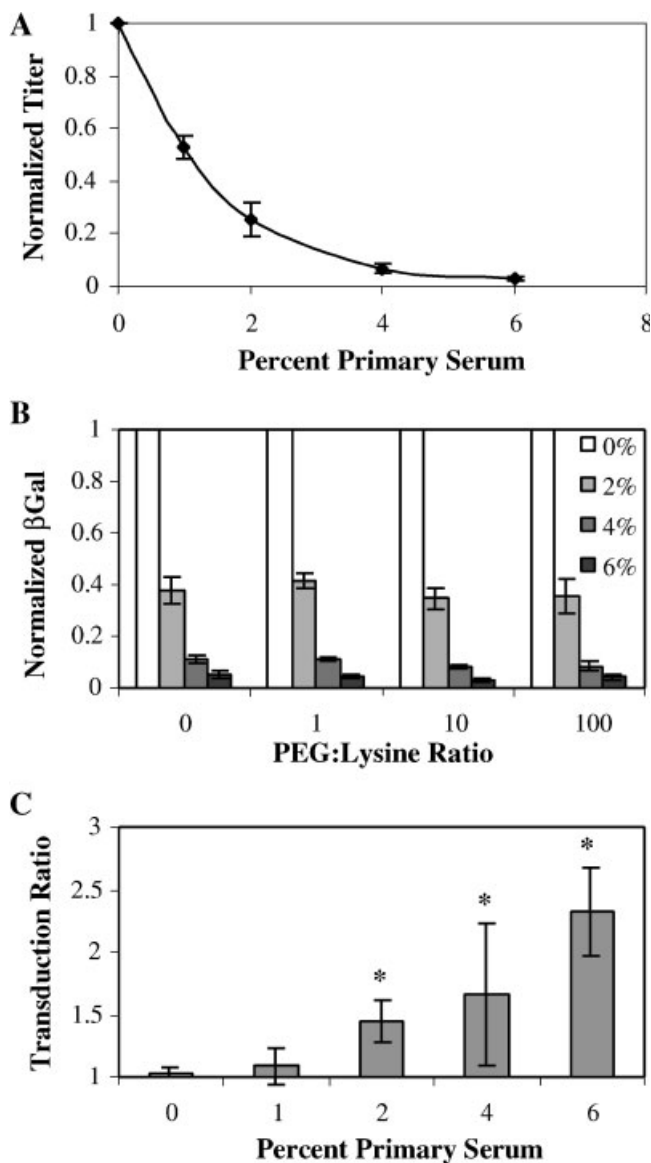 A
Normalized Titer
1
0.8
0.6
0.4
0.2
0
0 2 4 6 8
Percent Primary Serum
B
Normalized βGal
1
0.8
0.6
0.4
0.2
0
0%
2%
4%
6%
0 1 10 100
PEG:Lysine Ratio
C
Transduction Ratio
3
2.5
2
1.5
1
* * *
0 1 2 4 6
Percent Primary Serum